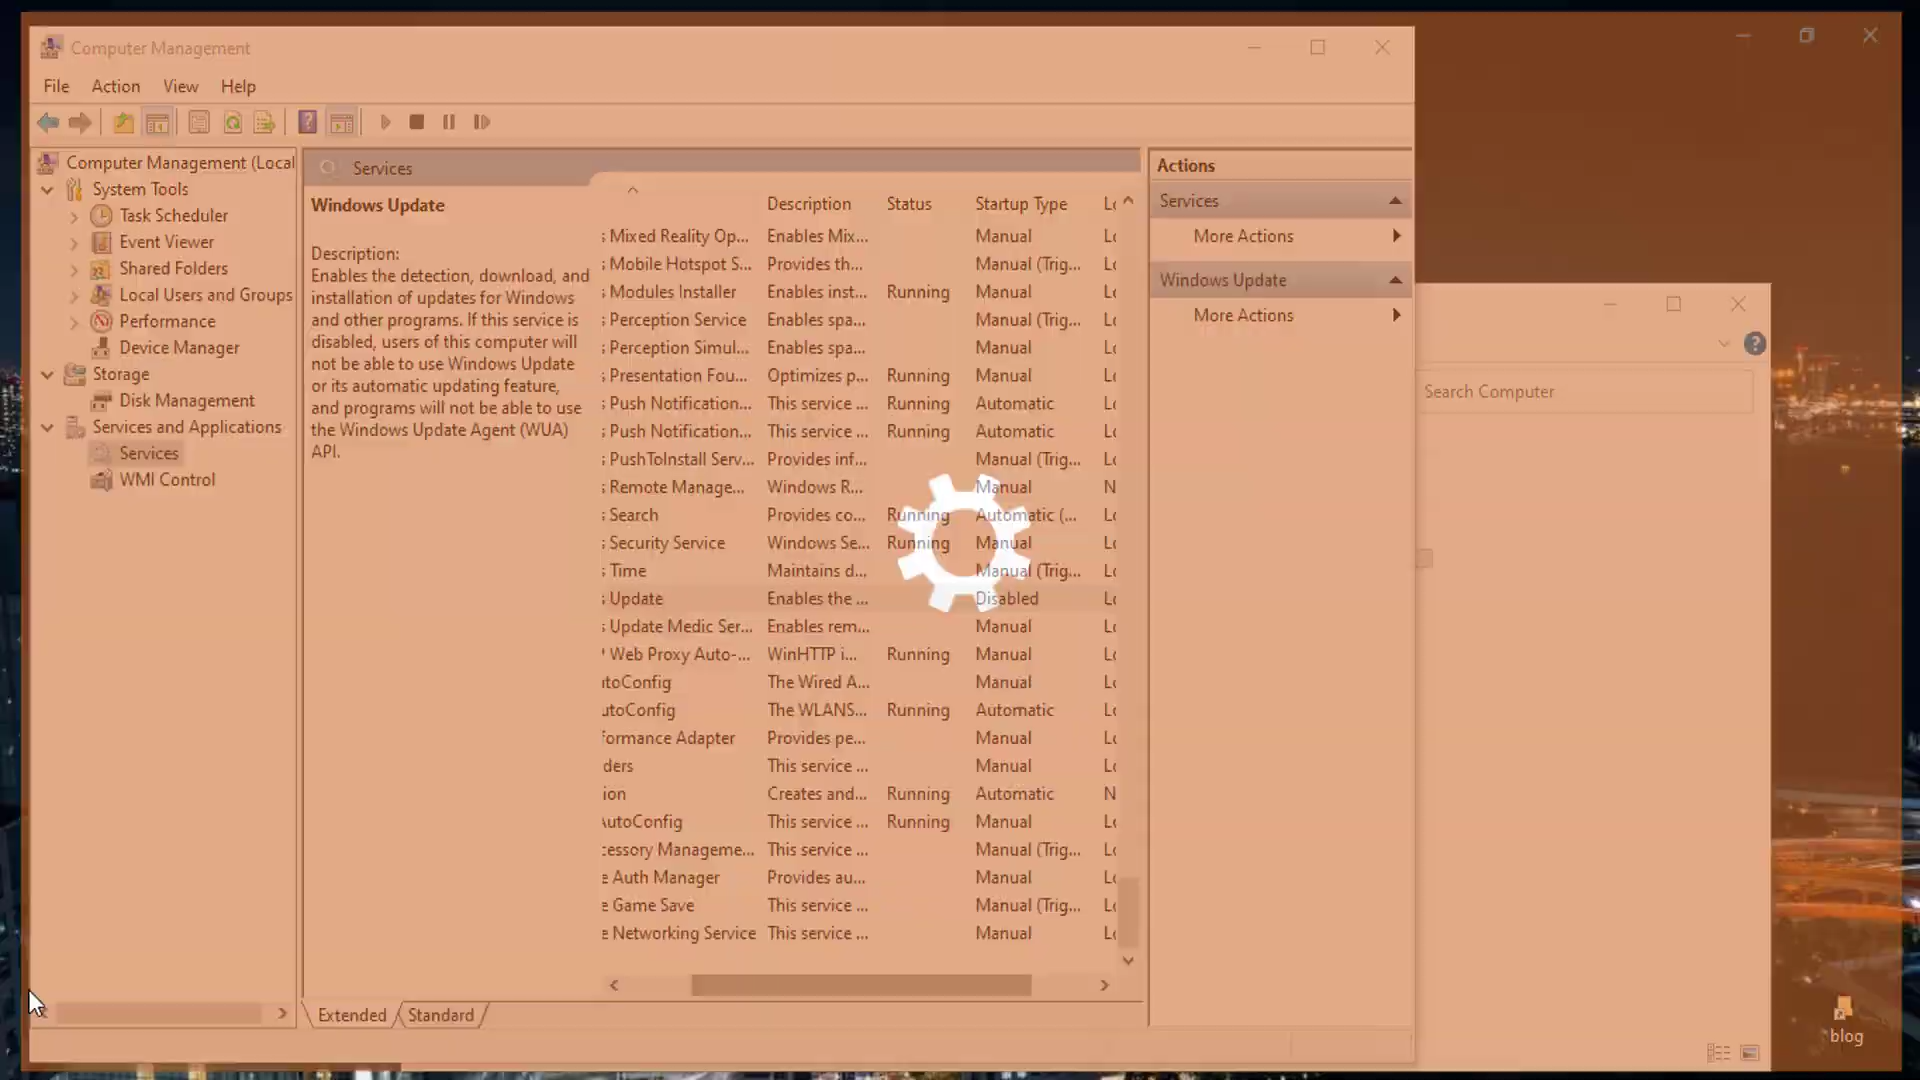 Computer Management
File Action View Help
Computer Management (Local
System Tools
Task Scheduler
Event Viewer
Shared Folders
Local Users and Groups
Performance
Device Manager
Storage
Disk Management
Services and Applications
Services
WMI Control
Services
Windows Update
Description:
Enables the detection, download, and
installation of updates for Windows
and other programs. If this service is
disabled, users of this computer will
not be able to use Windows Update
or its automatic updating feature,
and programs will not be able to use
the Windows Update Agent (WUA)
API.
Description Status Startup Type
Mixed Reality Op... Enables Mix... Manual
Mobile Hotspot S... Provides th... Manual (Trig...
Modules Installer Enables inst... Running Manual
Perception Service Enables spa... Manual (Trig...
Perception Simul... Enables spa... Manual
Presentation Fou... Optimizes p... Running Manual
Push Notification... This service ... Running Automatic
Push Notification... This service ... Running Automatic
PushToInstall Serv... Provides inf... Manual (Trig...
Remote Manage... Windows R... Manual N
Search Provides co... Running Automatic (...
Security Service Windows Se... Running Manual
Time Maintains d... Manual (Trig...
Update Enables the ... Disabled
Update Medic Ser... Enables rem... Manual
Web Proxy Auto-... WinHTTP i... Running Manual
utoConfig The Wired A... Manual
utoConfig The WLANS... Running Automatic
formance Adapter Provides pe... Manual
ders This service ... Manual
ion Creates and... Running Automatic N
AutoConfig This service ... Running Manual
cessory Manageme... This service ... Manual (Trig...
e Auth Manager Provides au... Manual
e Game Save This service ... Manual (Trig...
e Networking Service This service ... Manual
Extended Standard
Actions
Services
More Actions
Windows Update
More Actions
Search Computer
blog